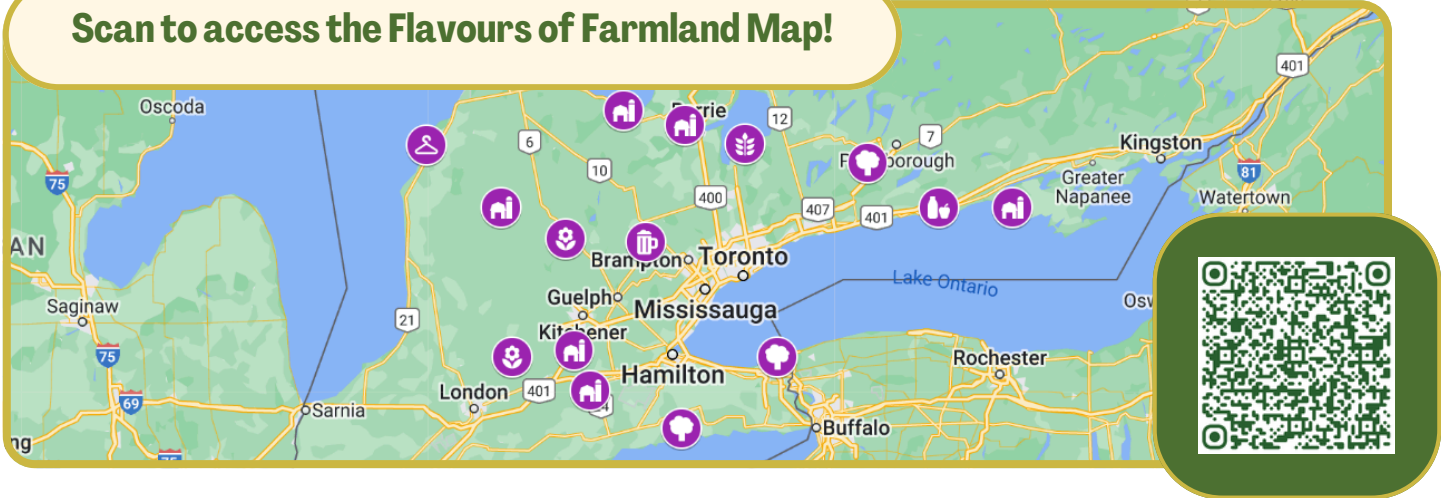 Scan to access the Flavours of Farmland Map!
401
Oscoda
12
6
7
Kingston
75
10
81
Greater
Napanee
Watertown
400
407
401
AN
Brampton
Toronto
Lake Ontario
Saginaw
Guelph
Mississauga
21
Kitchener
75
Rochester
Hamilton
London
401
69
Sarnia
Buffalo
ng